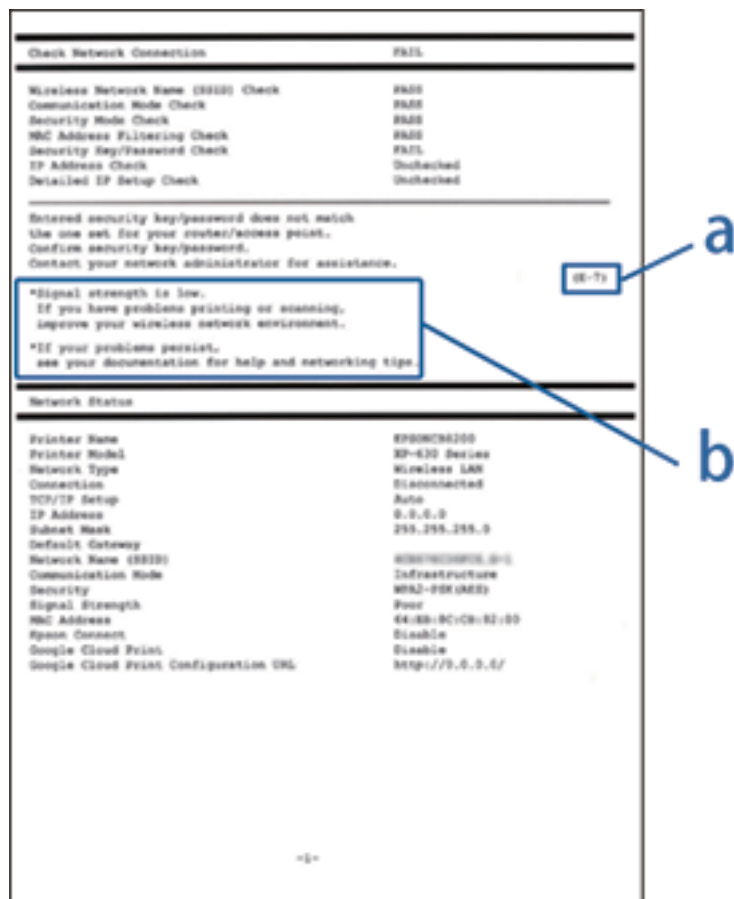 Check Network Connection FAIL
Wireless Network Name (SSID) Check PASS
Communication Mode Check PASS
Security Mode Check PASS
MAC Address Filtering Check PASS
Security Key/Password Check FAIL
IP Address Check Unchecked
Detailed IP Setup Check Unchecked
Entered security key/password does not match
the one set for your router/access point.
Confirm security key/password.
Contact your network administrator for assistance.
(E-7)
a
*Signal strength is low.
If you have problems printing or scanning,
improve your wireless network environment.
*If your problems persist,
see your documentation for help and networking tips.
b
Network Status
Printer Name
Printer Model XP-630 Series
Network Type Wireless LAN
Connection Disconnected
TCP/IP Setup Auto
IP Address 0.0.0.0
Subnet Mask 255.255.255.0
Default Gateway
Network Name (SSID)
Communication Mode Infrastructure
Security WPA2-PSK(AES)
Signal Strength Poor
MAC Address
Epson Connect Disable
Google Cloud Print Disable
Google Cloud Print Configuration URL http://0.0.0.0/
-1-